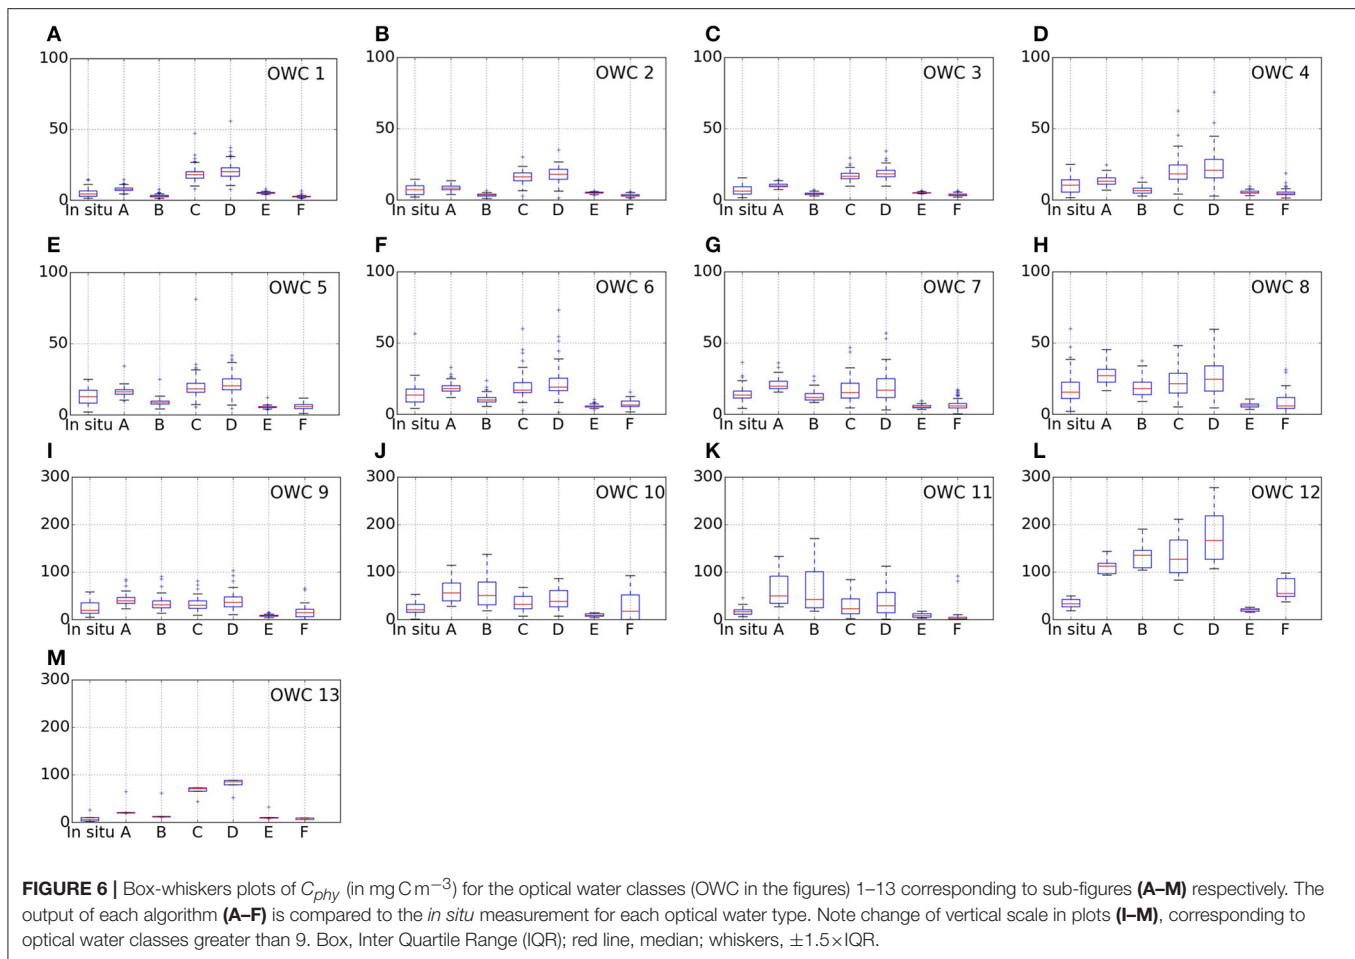 A
B
C
D
100
50
0
OWC 1
In situ A B C D E F
100
50
0
OWC 2
In situ A B C D E F
100
50
0
OWC 3
In situ A B C D E F
100
50
0
OWC 4
In situ A B C D E F
E
F
G
H
100
50
0
OWC 5
In situ A B C D E F
100
50
0
OWC 6
In situ A B C D E F
100
50
0
OWC 7
In situ A B C D E F
100
50
0
OWC 8
In situ A B C D E F
I
J
K
L
300
200
100
0
OWC 9
In situ A B C D E F
300
200
100
0
OWC 10
In situ A B C D E F
300
200
100
0
OWC 11
In situ A B C D E F
300
200
100
0
OWC 12
In situ A B C D E F
M
300
200
100
0
OWC 13
In situ A B C D E F
FIGURE 6 | Box-whiskers plots of Cphy (in mg C m−3) for the optical water classes (OWC in the figures) 1–13 corresponding to sub-figures (A–M) respectively. The
output of each algorithm (A–F) is compared to the in situ measurement for each optical water type. Note change of vertical scale in plots (I–M), corresponding to
optical water classes greater than 9. Box, Inter Quartile Range (IQR); red line, median; whiskers, ±1.5×IQR.